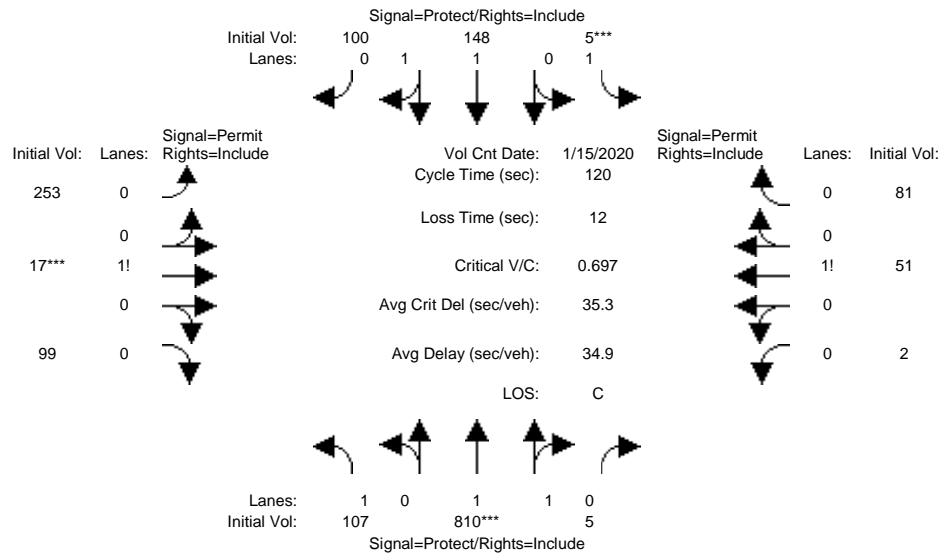 Signal=Protect/Rights=Include
Initial Vol: 100 148 5***
Lanes: 0 1 1 0 1
Signal=Permit
Initial Vol: Lanes: Rights=Include
Vol Cnt Date: 1/15/2020
Signal=Permit
Rights=Include Lanes: Initial Vol:
Cycle Time (sec): 120
253 0
0 81
Loss Time (sec): 12
0
0
17*** 1!
Critical V/C: 0.697
1! 51
Avg Crit Del (sec/veh): 35.3
0
0
99 0
Avg Delay (sec/veh): 34.9
0 2
LOS: C
Lanes: 1 0 1 1 0
Initial Vol: 107 810*** 5
Signal=Protect/Rights=Include